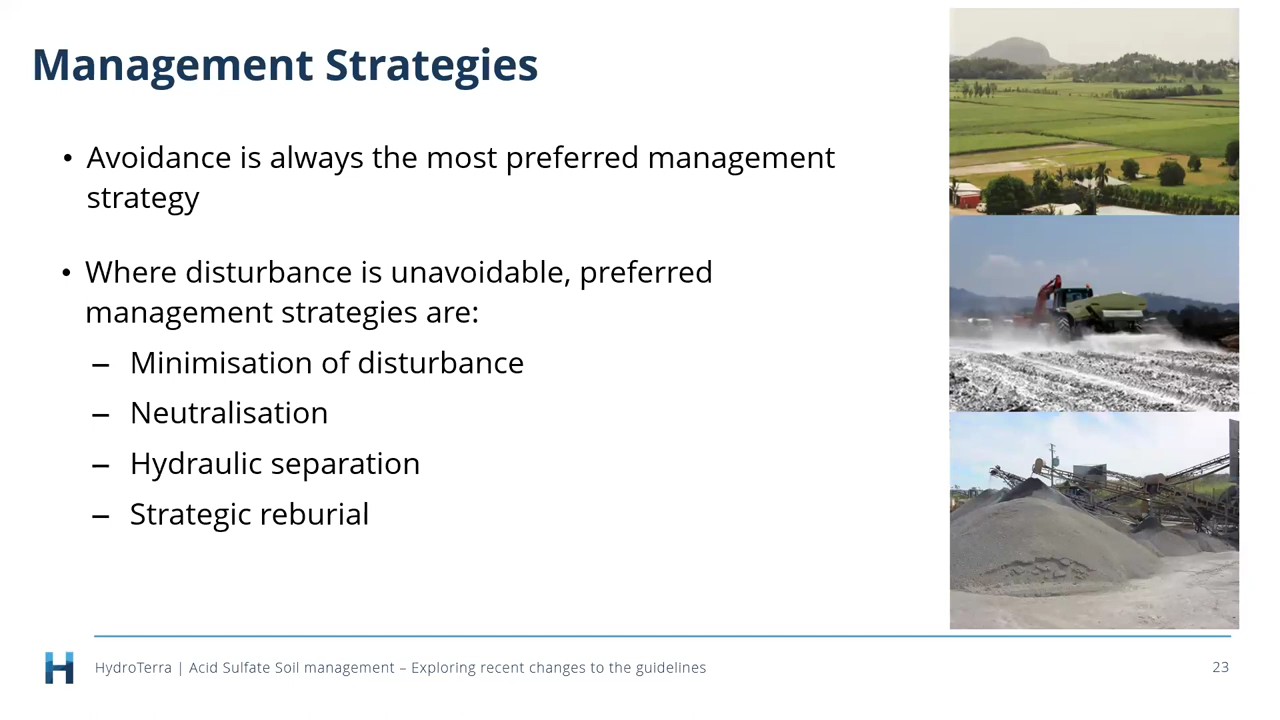 Management Strategies
• Avoidance is always the most preferred management
strategy
• Where disturbance is unavoidable, preferred
management strategies are:
– Minimisation of disturbance
– Neutralisation
– Hydraulic separation
– Strategic reburial
HydroTerra | Acid Sulfate Soil management – Exploring recent changes to the guidelines
23